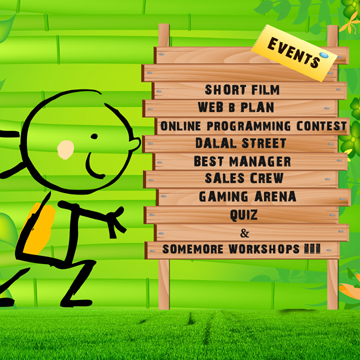 EVENTS
SHORT FILM
WEB B PLAN
ONLINE PROGRAMMING CONTEST
DALAL STREET
BEST MANAGER
SALES CREW
GAMING ARENA
QUIZ
&
SOMEMORE WORKSHOPS !!!